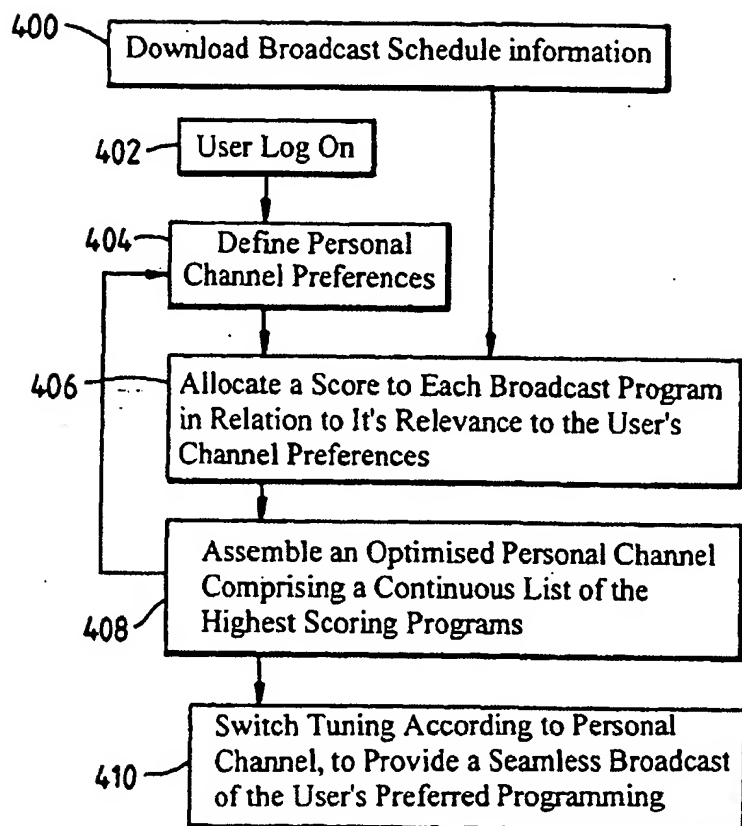 400
Download Broadcast Schedule information
402
User Log On
404
Define Personal
Channel Preferences
406
Allocate a Score to Each Broadcast Program
in Relation to It's Relevance to the User's
Channel Preferences
408
Assemble an Optimised Personal Channel
Comprising a Continuous List of the
Highest Scoring Programs
410
Switch Tuning According to Personal
Channel, to Provide a Seamless Broadcast
of the User's Preferred Programming